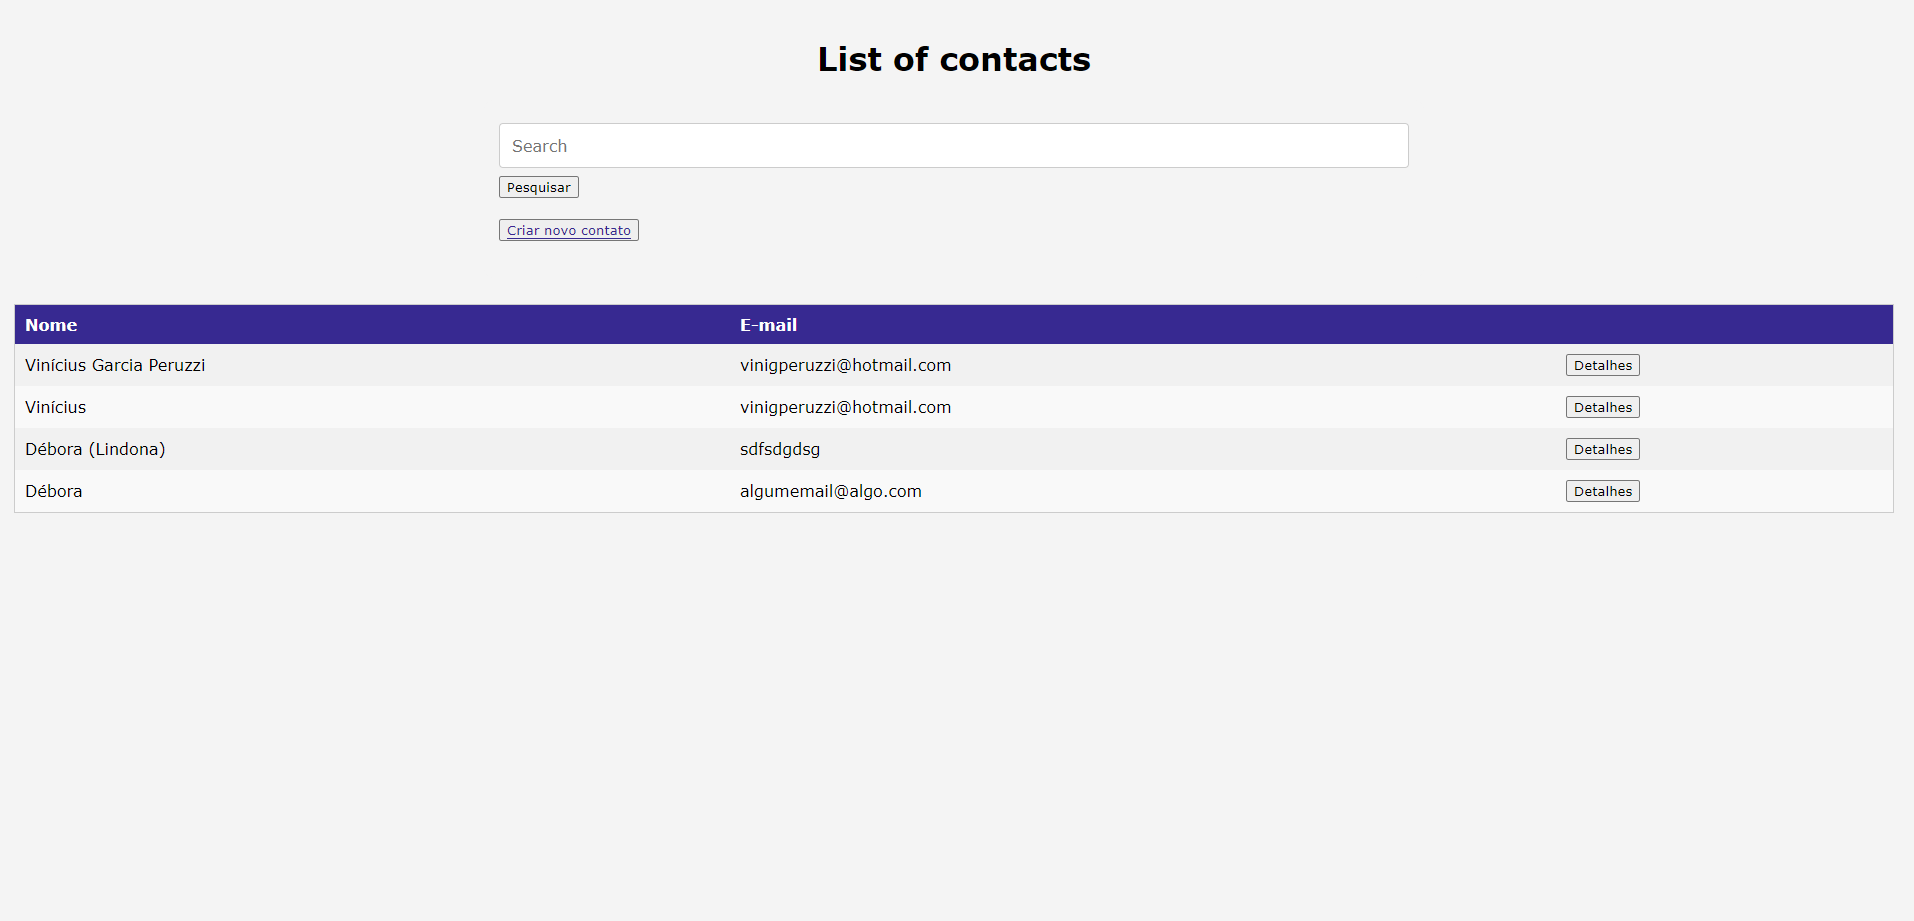 List of contacts
Search
Pesquisar
Criar novo contato
Nome E-mail
Vinícius Garcia Peruzzi vinigperuzzi@hotmail.com Detalhes
Vinícius vinigperuzzi@hotmail.com Detalhes
Débora (Lindona) sdfsdgdsg Detalhes
Débora algumemail@algo.com Detalhes